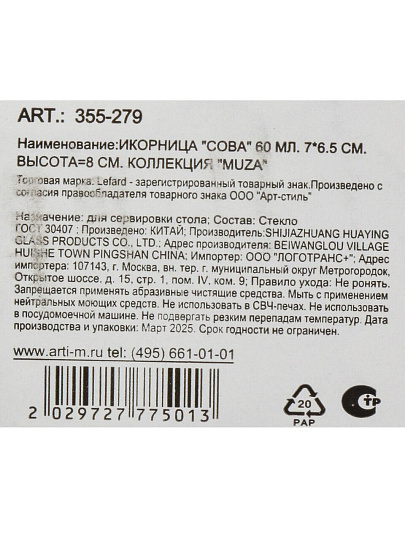 ART.: 355-279
Наименование:ИКОРНИЦА "СОВА" 60 МЛ. 7*6.5 СМ.
ВЫСОТА=8 СМ. КОЛЛЕКЦИЯ "MUZA"
Торговая марка: Lefard - зарегистрированный товарный знак.Произведено с
согласия правообладателя товарного знака ООО "Арт-стиль"
Назначение: для сервировки стола; Состав: Стекло
ГОСТ 30407 ; Произведено: КИТАЙ; Производитель:SHIJIAZHUANG HUAYING
GLASS PRODUCTS CO., LTD.; Адрес производителя: BEIWANGLOU VILLAGE
HUISHE TOWN PINGSHAN CHINA; Импортер: ООО "ЛОГОТРАНС+"; Адрес
импортера: 107143, г. Москва, вн. тер. г. муниципальный округ Метрогородок,
Открытое шоссе, д. 15, стр. 1, пом. IV, ком. 9; Правило ухода: Не ронять.
Запрещается применять абразивные чистящие средства. Мыть с применением
нейтральных моющих средств. Не использовать в СВЧ-печах. Не использовать
в посудомоечной машине. Не подвергать резким перепадам температур. Дата
производства и упаковки: Март 2025. Срок годности не ограничен.
www.arti-m.ru; тел: (495) 661-01-01
2 029727 775013
20
PAP
СТР